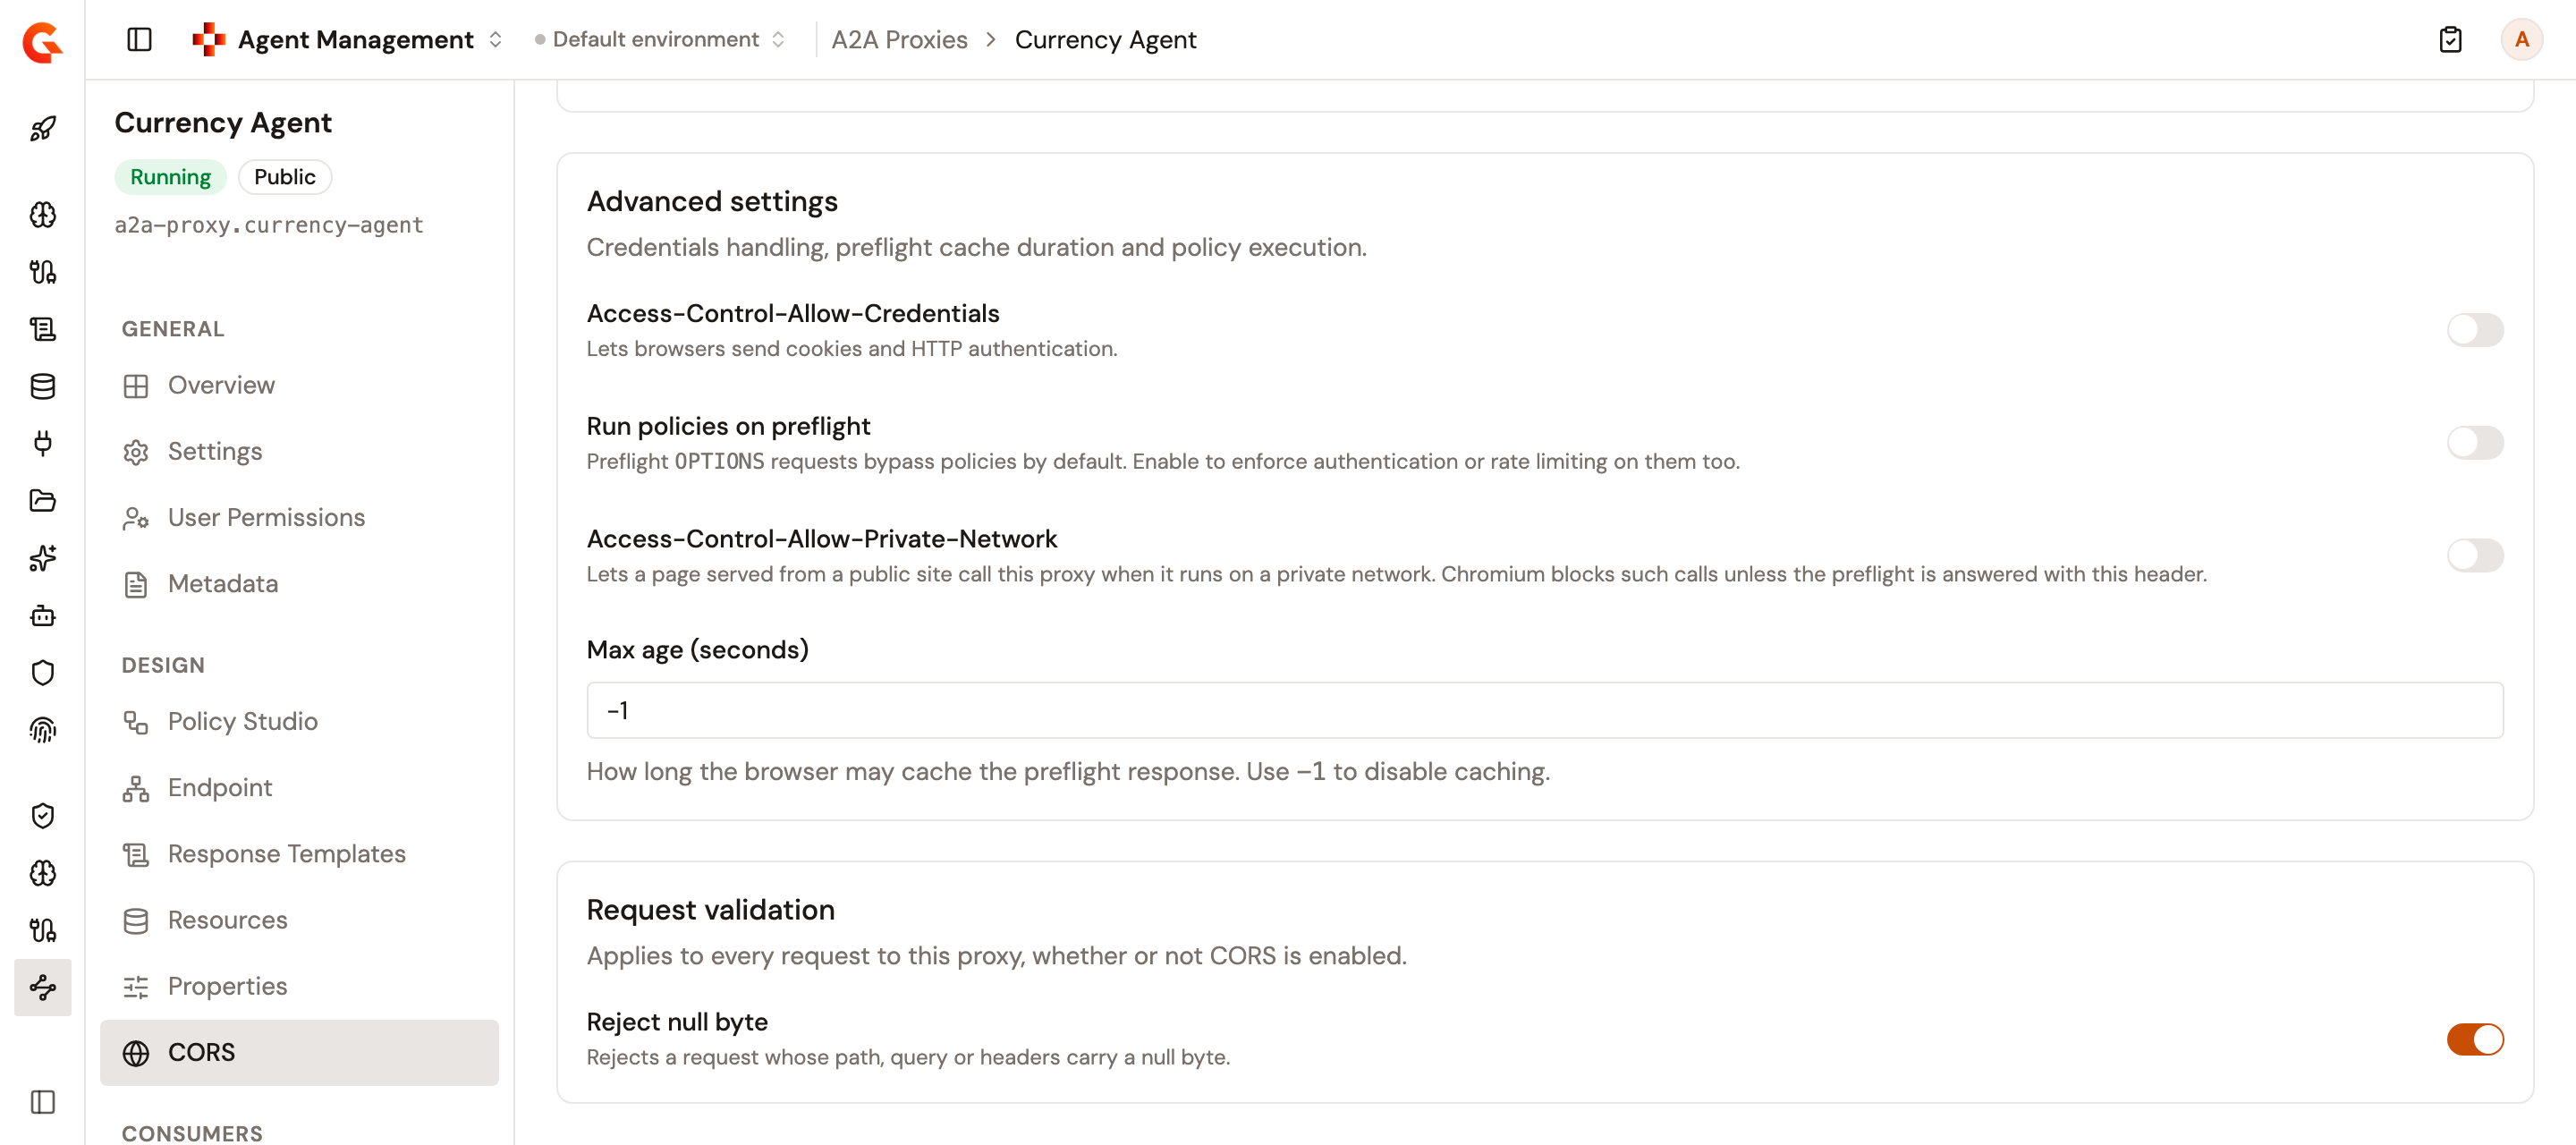 Agent Management
Default environment
A2A Proxies > Currency Agent
A
Currency Agent
Running
Public
a2a-proxy.currency-agent
GENERAL
Overview
Settings
User Permissions
Metadata
DESIGN
Policy Studio
Endpoint
Response Templates
Resources
Properties
CORS
CONSUMERS
Advanced settings
Credentials handling, preflight cache duration and policy execution.
Access-Control-Allow-Credentials
Lets browsers send cookies and HTTP authentication.
Run policies on preflight
Preflight OPTIONS requests bypass policies by default. Enable to enforce authentication or rate limiting on them too.
Access-Control-Allow-Private-Network
Lets a page served from a public site call this proxy when it runs on a private network. Chromium blocks such calls unless the preflight is answered with this header.
Max age (seconds)
-1
How long the browser may cache the preflight response. Use -1 to disable caching.
Request validation
Applies to every request to this proxy, whether or not CORS is enabled.
Reject null byte
Rejects a request whose path, query or headers carry a null byte.